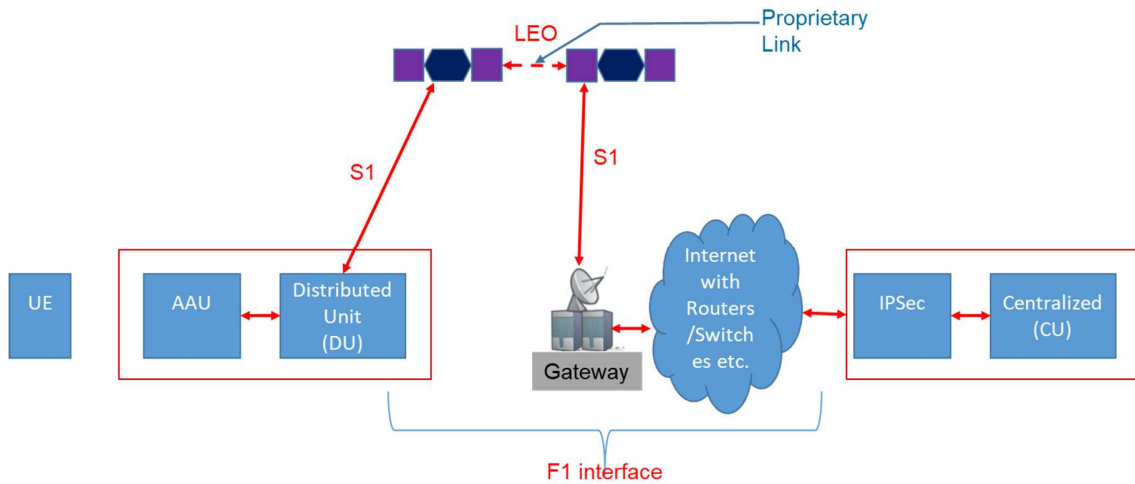 Proprietary
Link
LEO
S1
S1
UE
AAU
Distributed
Unit
(DU)
Gateway
Internet
with
Routers
/Switch
es etc.
IPSec
Centralized
(CU)
F1 interface